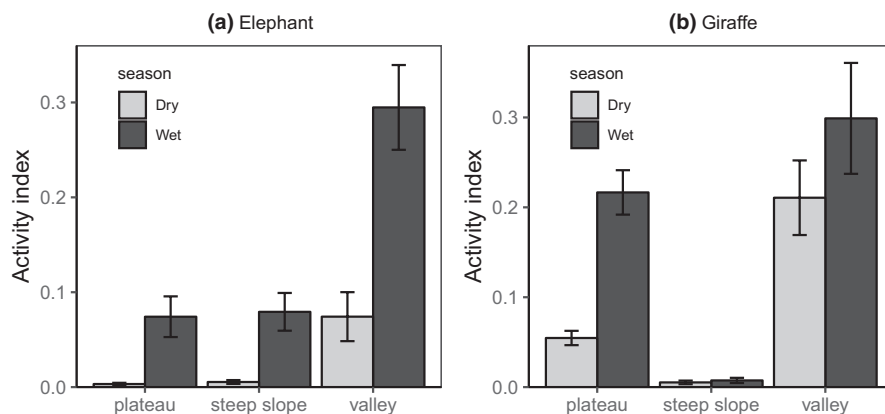 (a) Elephant
season
Dry
Wet
Activity index
0.3
0.2
0.1
0.0
plateau
steep slope
valley
(b) Giraffe
season
Dry
Wet
Activity index
0.3
0.2
0.1
0.0
plateau
steep slope
valley